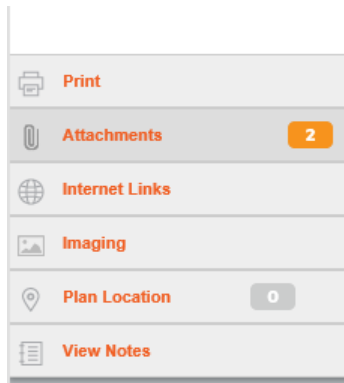 Print
Attachments 2
Internet Links
Imaging
Plan Location 0
View Notes